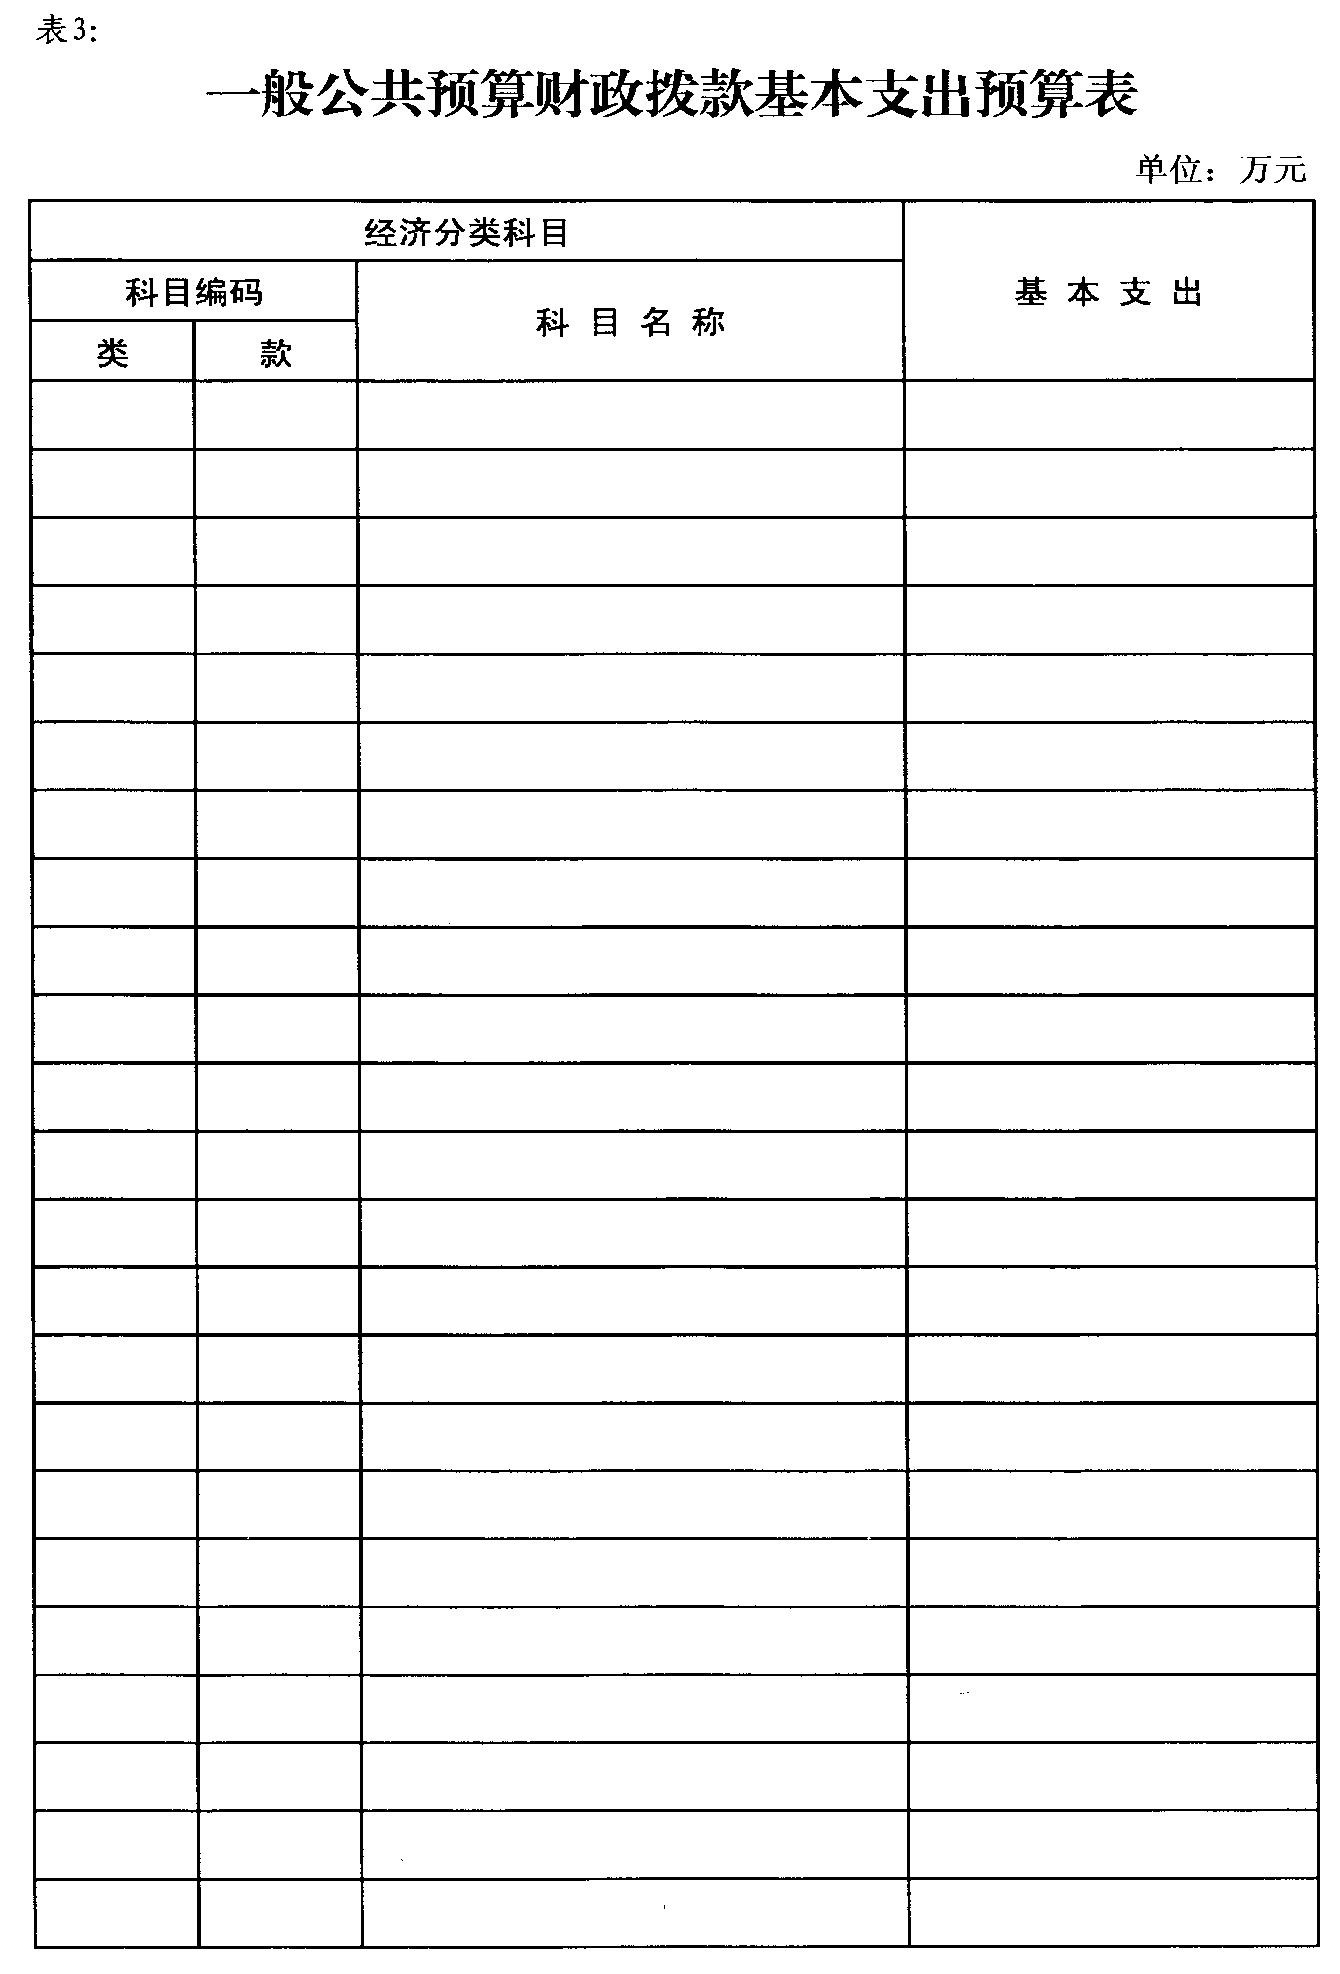 表3:
一般公共预算财政拨款基本支出预算表
单位：万元
经济分类科目
基本支出
科目编码
科目名称
类
款